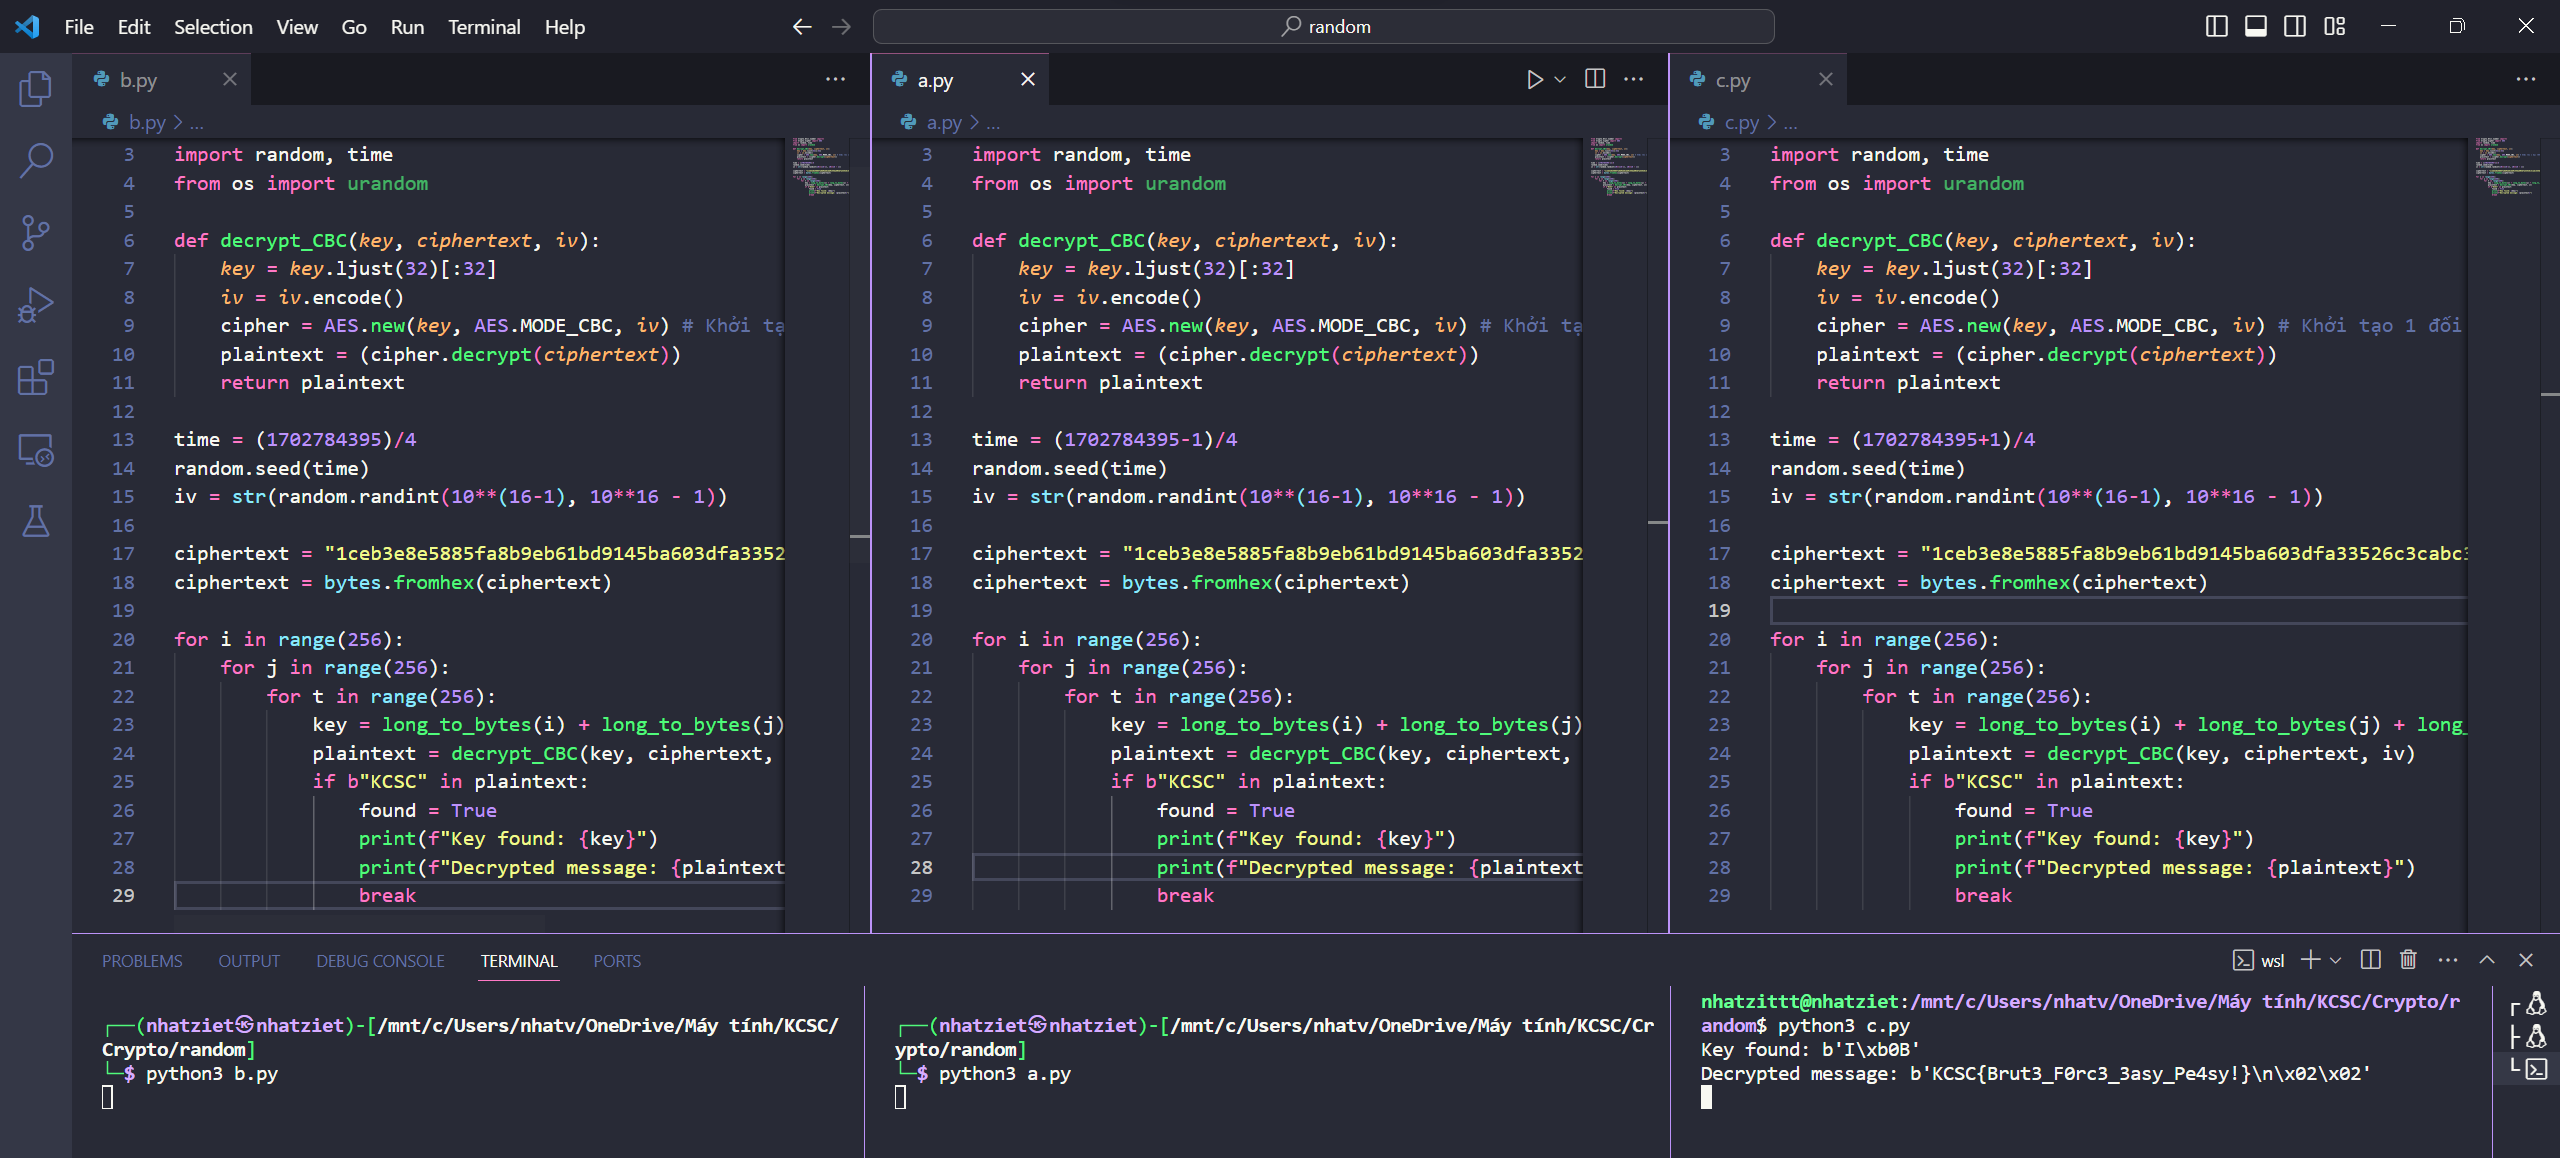 File Edit Selection View Go Run Terminal Help
random
b.py
b.py > ...
3 import random, time
4 from os import urandom
5
6 def decrypt_CBC(key, ciphertext, iv):
7 key = key.ljust(32)[:32]
8 iv = iv.encode()
9 cipher = AES.new(key, AES.MODE_CBC, iv) # Khởi tạ
10 plaintext = (cipher.decrypt(ciphertext))
11 return plaintext
12
13 time = (1702784395)/4
14 random.seed(time)
15 iv = str(random.randint(10**(16-1), 10**16 - 1))
16
17 ciphertext = "1ceb3e8e5885fa8b9eb61bd9145ba603dfa3352
18 ciphertext = bytes.fromhex(ciphertext)
19
20 for i in range(256):
21 for j in range(256):
22 for t in range(256):
23 key = long_to_bytes(i) + long_to_bytes(j)
24 plaintext = decrypt_CBC(key, ciphertext,
25 if b"KCSC" in plaintext:
26 found = True
27 print(f"Key found: {key}")
28 print(f"Decrypted message: {plaintext
29 break
a.py
a.py > ...
3 import random, time
4 from os import urandom
5
6 def decrypt_CBC(key, ciphertext, iv):
7 key = key.ljust(32)[:32]
8 iv = iv.encode()
9 cipher = AES.new(key, AES.MODE_CBC, iv) # Khởi tạ
10 plaintext = (cipher.decrypt(ciphertext))
11 return plaintext
12
13 time = (1702784395-1)/4
14 random.seed(time)
15 iv = str(random.randint(10**(16-1), 10**16 - 1))
16
17 ciphertext = "1ceb3e8e5885fa8b9eb61bd9145ba603dfa3352
18 ciphertext = bytes.fromhex(ciphertext)
19
20 for i in range(256):
21 for j in range(256):
22 for t in range(256):
23 key = long_to_bytes(i) + long_to_bytes(j)
24 plaintext = decrypt_CBC(key, ciphertext,
25 if b"KCSC" in plaintext:
26 found = True
27 print(f"Key found: {key}")
28 print(f"Decrypted message: {plaintext
29 break
c.py
c.py > ...
3 import random, time
4 from os import urandom
5
6 def decrypt_CBC(key, ciphertext, iv):
7 key = key.ljust(32)[:32]
8 iv = iv.encode()
9 cipher = AES.new(key, AES.MODE_CBC, iv) # Khởi tạo 1 đối
10 plaintext = (cipher.decrypt(ciphertext))
11 return plaintext
12
13 time = (1702784395+1)/4
14 random.seed(time)
15 iv = str(random.randint(10**(16-1), 10**16 - 1))
16
17 ciphertext = "1ceb3e8e5885fa8b9eb61bd9145ba603dfa33526c3cabc3
18 ciphertext = bytes.fromhex(ciphertext)
19
20 for i in range(256):
21 for j in range(256):
22 for t in range(256):
23 key = long_to_bytes(i) + long_to_bytes(j) + long_
24 plaintext = decrypt_CBC(key, ciphertext, iv)
25 if b"KCSC" in plaintext:
26 found = True
27 print(f"Key found: {key}")
28 print(f"Decrypted message: {plaintext}")
29 break
PROBLEMS OUTPUT DEBUG CONSOLE TERMINAL PORTS
wsl
┌──(nhatziet㉿nhatziet)-[/mnt/c/Users/nhatv/OneDrive/Máy tính/KCSC/
Crypto/random]
└─$ python3 b.py
┌──(nhatziet㉿nhatziet)-[/mnt/c/Users/nhatv/OneDrive/Máy tính/KCSC/Cr
ypto/random]
└─$ python3 a.py
nhatzittt@nhatziet:/mnt/c/Users/nhatv/OneDrive/Máy tính/KCSC/Crypto/r
andom$ python3 c.py
Key found: b'I\xb0B'
Decrypted message: b'KCSC{Brut3_F0rc3_3asy_Pe4sy!}\n\x02\x02'